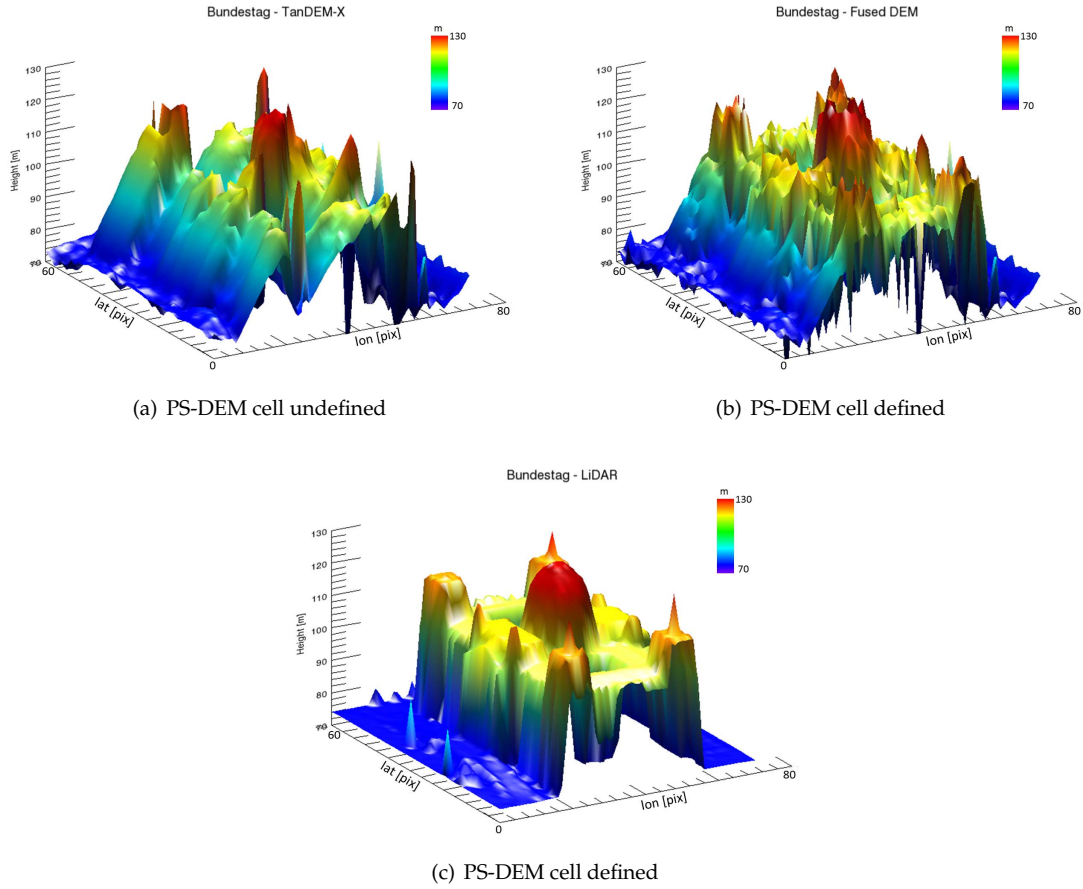 Bundestag - TanDEM-X
m
130
70
130
120
110
100
90
80
70
Height [m]
60
lat [pix]
0
lon [pix]
80
(a) PS-DEM cell undefined
Bundestag - Fused DEM
m
130
70
130
120
110
100
90
80
70
Height [m]
60
lat [pix]
0
lon [pix]
80
(b) PS-DEM cell defined
Bundestag - LiDAR
m
130
70
130
120
110
100
90
80
70
Height [m]
60
lat [pix]
0
lon [pix]
80
(c) PS-DEM cell defined